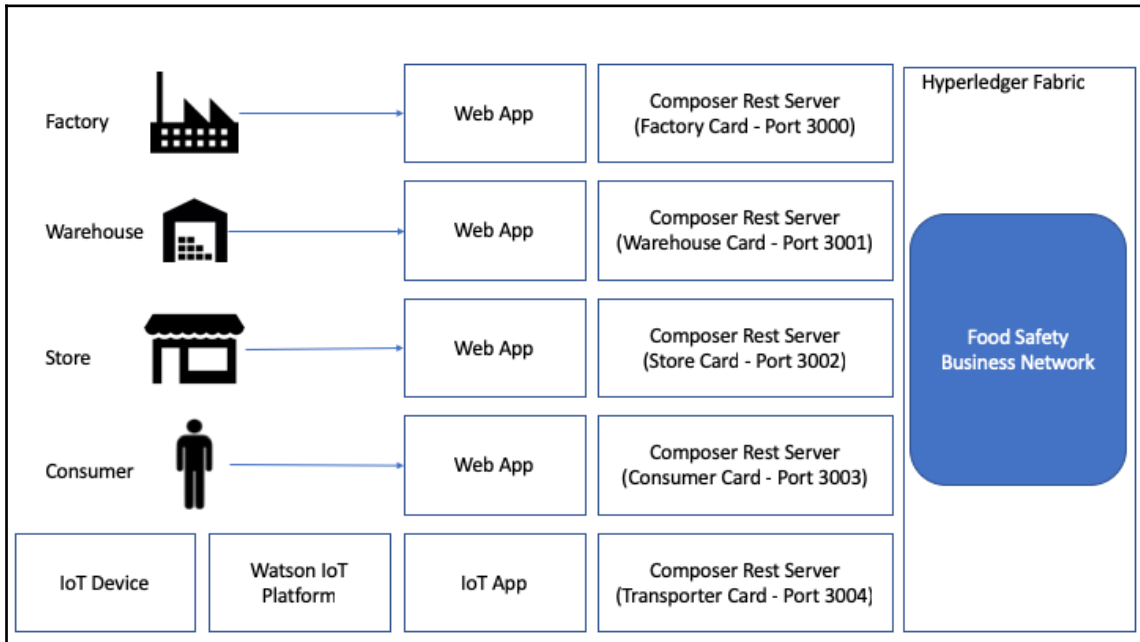 Hyperledger Fabric
Factory
Web App
Composer Rest Server
(Factory Card - Port 3000)
Warehouse
Web App
Composer Rest Server
(Warehouse Card - Port 3001)
Store
Web App
Composer Rest Server
(Store Card - Port 3002)
Food Safety
Business Network
Consumer
Web App
Composer Rest Server
(Consumer Card - Port 3003)
IoT Device
Watson IoT
Platform
IoT App
Composer Rest Server
(Transporter Card - Port 3004)